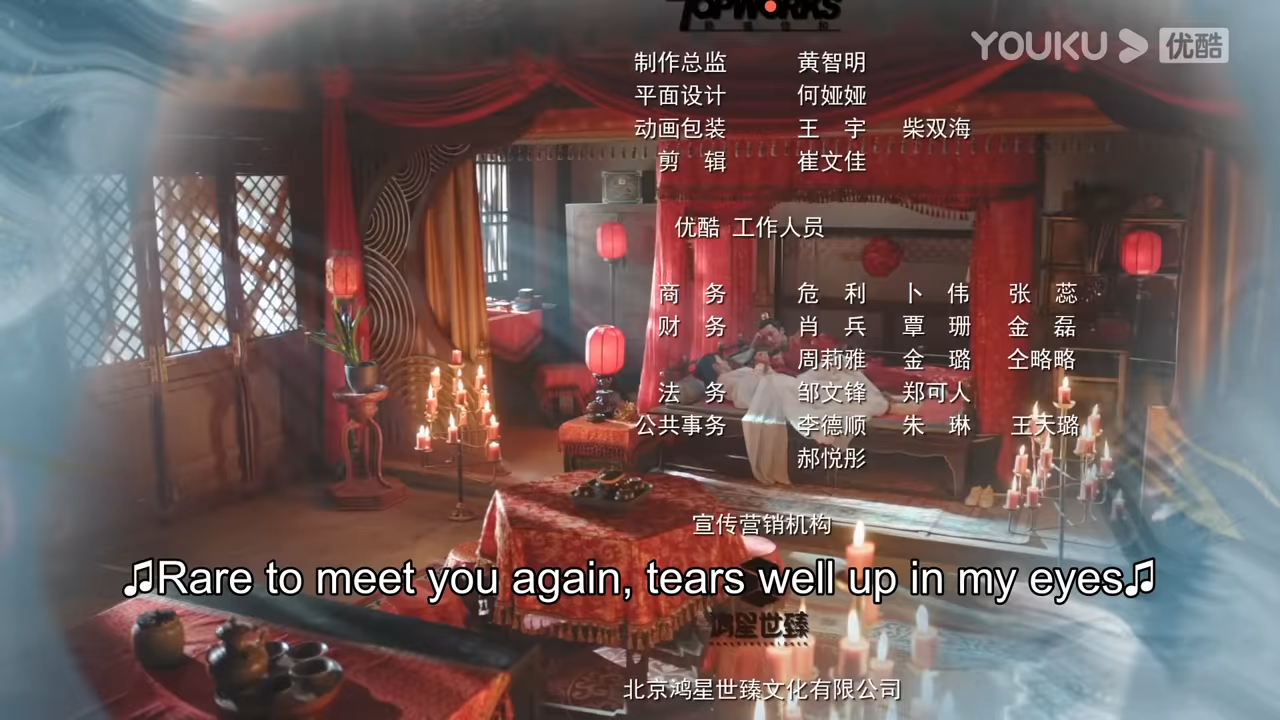 TOPWORKS
YOUKU 优酷
制作总监 黄智明
平面设计 何娅娅
动画包装 王 宇 柴双海
剪 辑 崔文佳
优酷 工作人员
商 务 危 利 卜 伟 张 蕊
财 务 肖 兵 覃 珊 金 磊
周莉雅 金 璐 仝略略
法 务 邹文锋 郑可人
公共事务 李德顺 朱 琳 王天璐
郝悦彤
宣传营销机构
♫Rare to meet you again, tears well up in my eyes♫
鸿星世臻
北京鸿星世臻文化有限公司